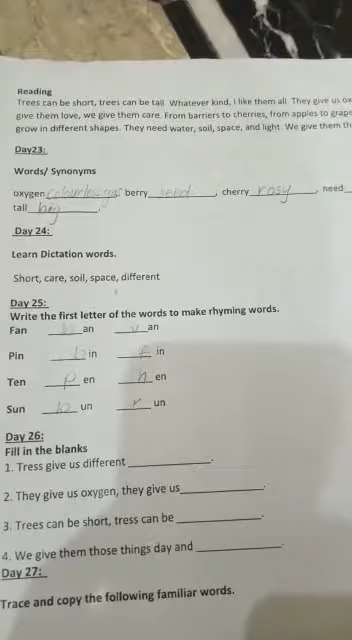 Reading
Trees can be short, trees can be tall. Whatever kind, I like them all. They give us ox
give them love, we give them care. From barriers to cherries, from apples to grape
grow in different shapes. They need water, soil, space, and light. We give them th
Day23:
Words/ Synonyms
oxygen colourless gas, berry seed, cherry rosy, need_
tall big.
Day 24:
Learn Dictation words.
Short, care, soil, space, different
Day 25:
Write the first letter of the words to make rhyming words.
Fan ___an v an
Pin b in f in
Ten p en h en
Sun b un r un
Day 26:
Fill in the blanks
1. Tress give us different ____________.
2. They give us oxygen, they give us____________.
3. Trees can be short, tress can be ____________.
4. We give them those things day and ____________.
Day 27:
Trace and copy the following familiar words.